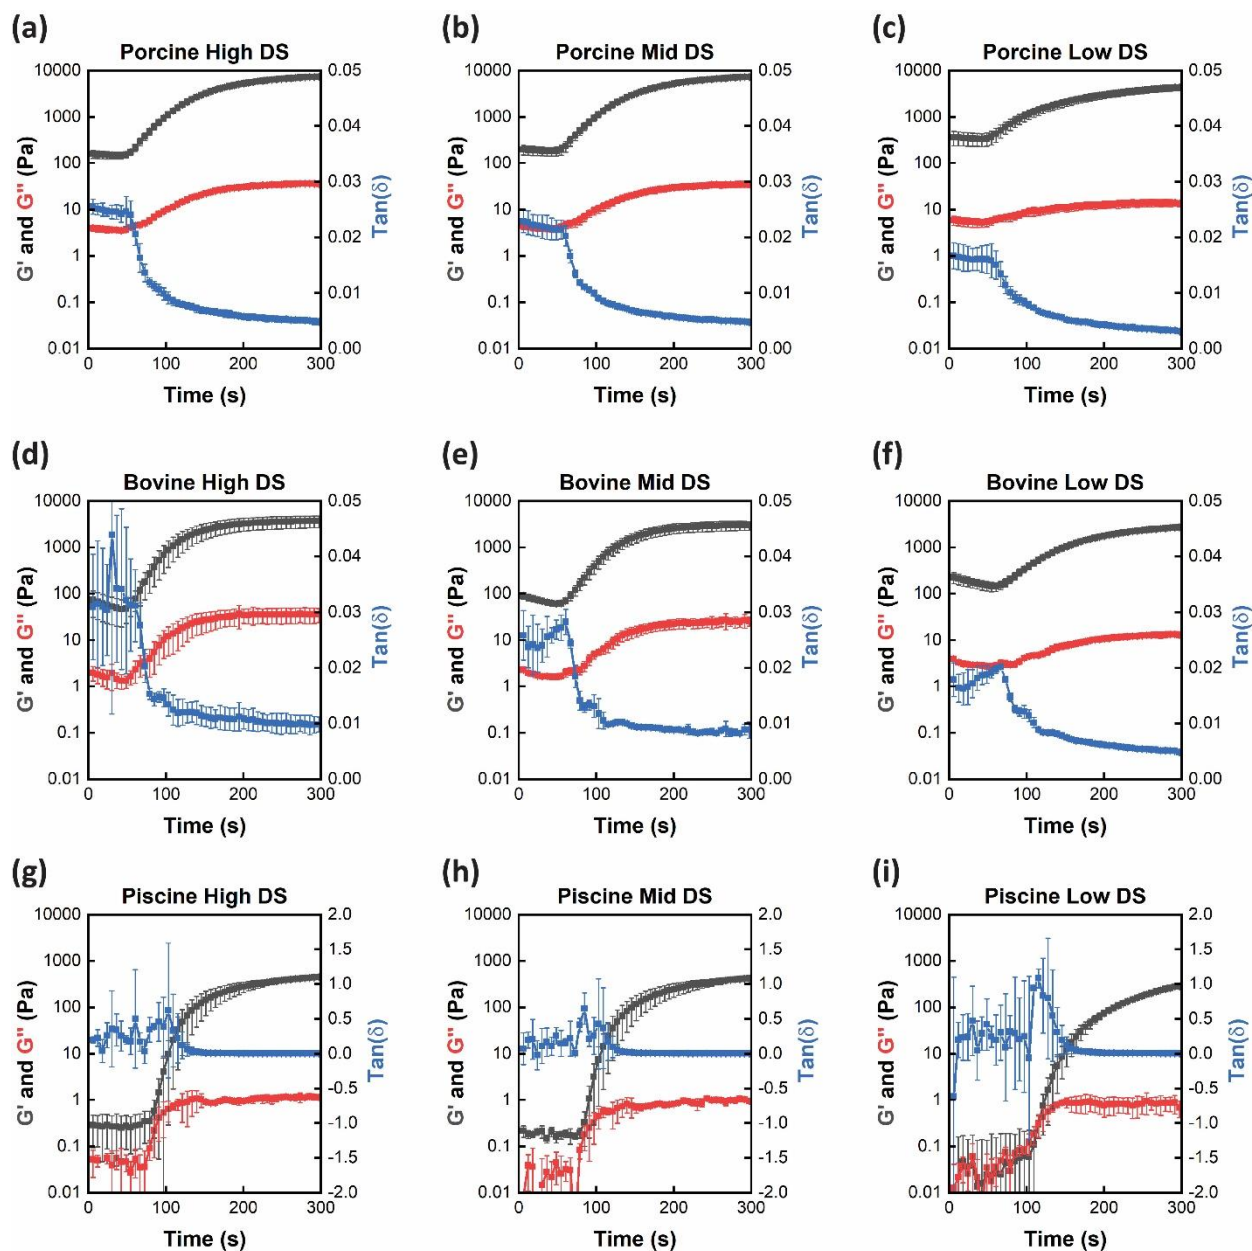 (a)
Porcine High DS
10000
1000
100
10
1
0.1
0.01
G' and G" (Pa)
0.05
0.04
0.03
0.02
0.01
0.00
Tan(δ)
0 100 200 300
Time (s)
(b)
Porcine Mid DS
10000
1000
100
10
1
0.1
0.01
G' and G" (Pa)
0.05
0.04
0.03
0.02
0.01
0.00
Tan(δ)
0 100 200 300
Time (s)
(c)
Porcine Low DS
10000
1000
100
10
1
0.1
0.01
G' and G" (Pa)
0.05
0.04
0.03
0.02
0.01
0.00
Tan(δ)
0 100 200 300
Time (s)
(d)
Bovine High DS
10000
1000
100
10
1
0.1
0.01
G' and G" (Pa)
0.05
0.04
0.03
0.02
0.01
0.00
Tan(δ)
0 100 200 300
Time (s)
(e)
Bovine Mid DS
10000
1000
100
10
1
0.1
0.01
G' and G" (Pa)
0.05
0.04
0.03
0.02
0.01
0.00
Tan(δ)
0 100 200 300
Time (s)
(f)
Bovine Low DS
10000
1000
100
10
1
0.1
0.01
G' and G" (Pa)
0.05
0.04
0.03
0.02
0.01
0.00
Tan(δ)
0 100 200 300
Time (s)
(g)
Piscine High DS
10000
1000
100
10
1
0.1
0.01
G' and G" (Pa)
2.0
1.5
1.0
0.5
0.0
-0.5
-1.0
-1.5
-2.0
Tan(δ)
0 100 200 300
Time (s)
(h)
Piscine Mid DS
10000
1000
100
10
1
0.1
0.01
G' and G" (Pa)
2.0
1.5
1.0
0.5
0.0
-0.5
-1.0
-1.5
-2.0
Tan(δ)
0 100 200 300
Time (s)
(i)
Piscine Low DS
10000
1000
100
10
1
0.1
0.01
G' and G" (Pa)
2.0
1.5
1.0
0.5
0.0
-0.5
-1.0
-1.5
-2.0
Tan(δ)
0 100 200 300
Time (s)